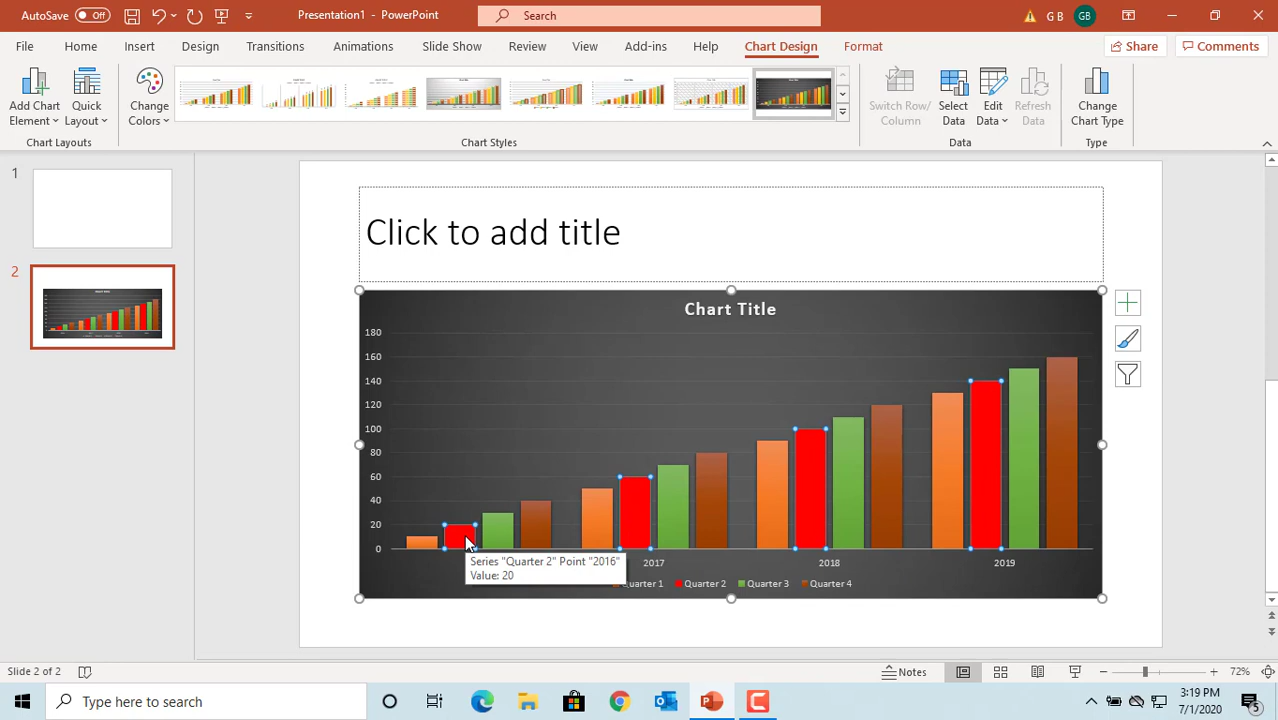 AutoSave Off Presentation1 - PowerPoint Search G B GB
File Home Insert Design Transitions Animations Slide Show Review View Add-ins Help Chart Design Format Share Comments
Add Chart Element
Quick Layout
Change Colors
Switch Row/ Column
Select Data
Edit Data
Refresh Data
Change Chart Type
Chart Layouts Chart Styles Data Type
1
2
Click to add title
Chart Title
180
160
140
120
100
80
60
40
20
0
2017 2018 2019
Series "Quarter 2" Point "2016"
Value: 20
uarter 1 Quarter 2 Quarter 3 Quarter 4
Slide 2 of 2 Notes 72%
Type here to search
3:19 PM
7/1/2020
5